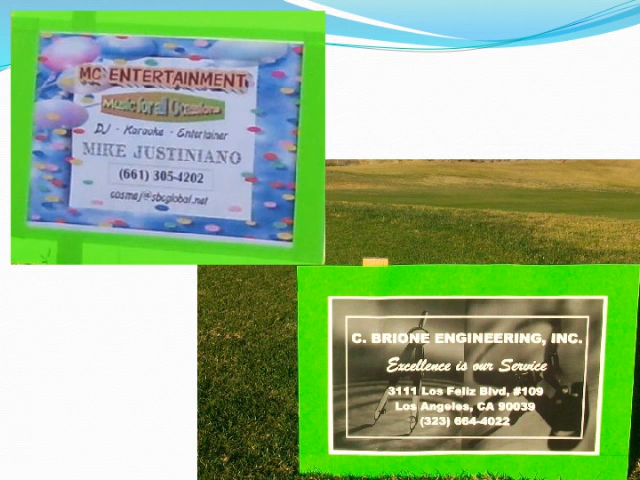 MC ENTERTAINMENT
Music for all Occasions
DJ - Karaoke - Entertainer
MIKE JUSTINIANO
(661) 305-4202
cosmaj@sbcglobal.net
C. BRIONE ENGINEERING, INC.
Excellence is our Service
3111 Los Feliz Blvd, #109
Los Angeles, CA 90039
(323) 664-4022